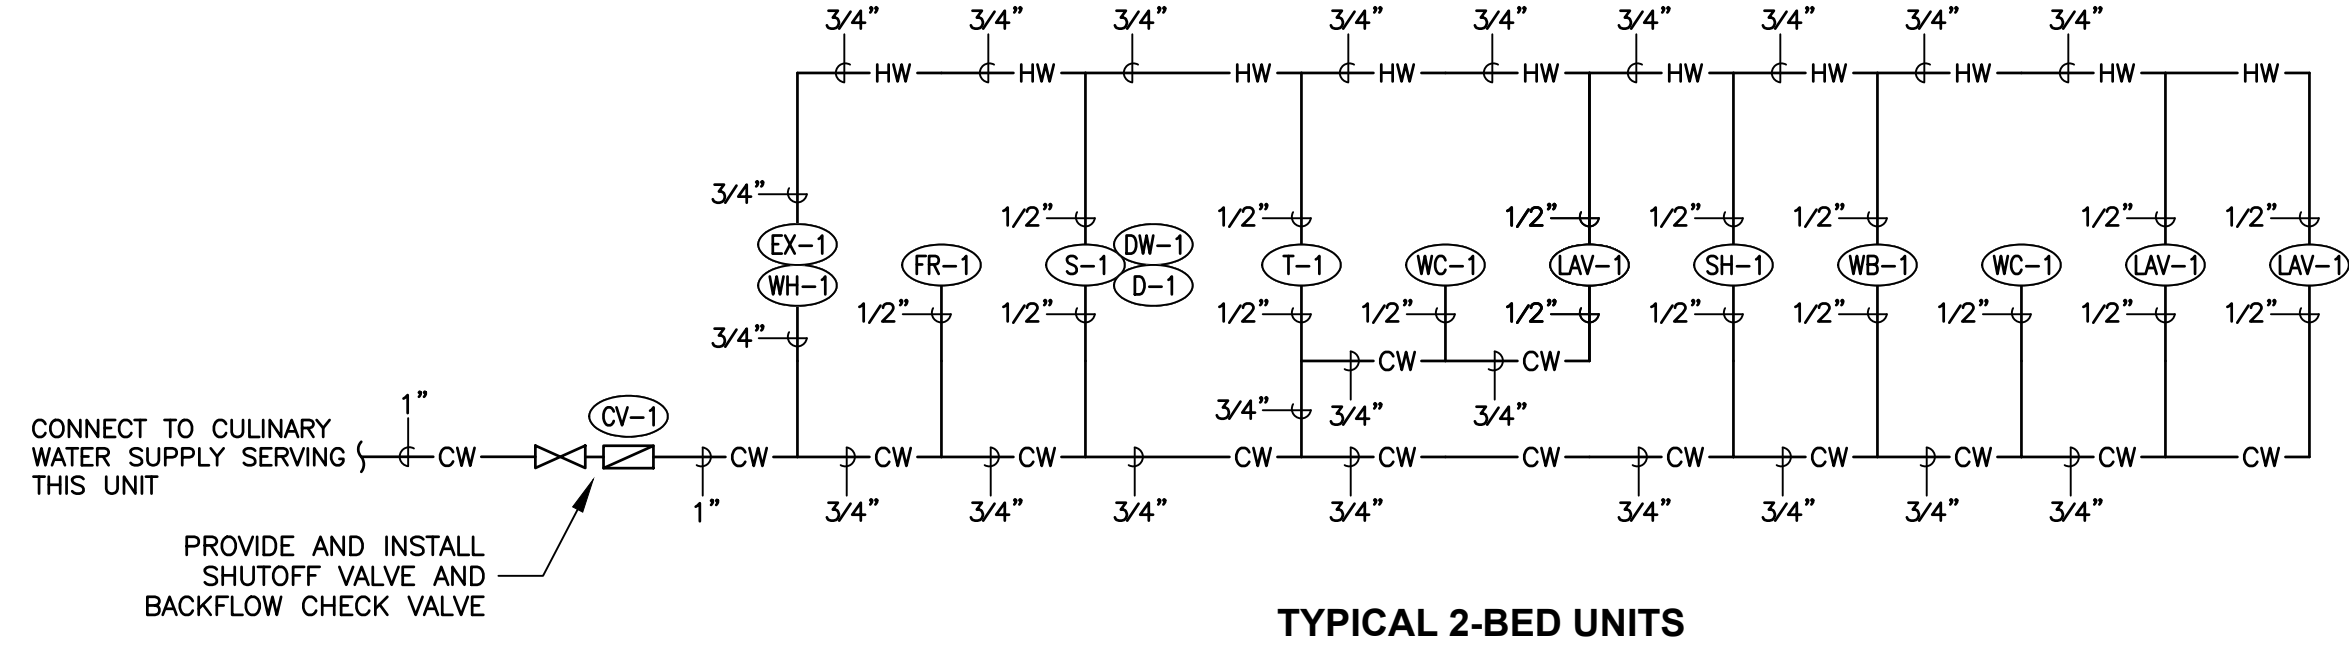 3/4" 3/4" 3/4" 3/4" 3/4" 3/4" 3/4" 3/4" 3/4"
HW HW HW HW HW HW HW HW HW HW
3/4"
1/2" 1/2" 1/2" 1/2" 1/2" 1/2" 1/2"
EX-1 DW-1
FR-1 S-1 T-1 WC-1 LAV-1 SH-1 WB-1 WC-1 LAV-1 LAV-1
WH-1 D-1
1/2" 1/2" 1/2" 1/2" 1/2" 1/2" 1/2" 1/2" 1/2" 1/2"
3/4"
CW CW
3/4" 3/4" 3/4"
1" CV-1
CONNECT TO CULINARY
WATER SUPPLY SERVING
THIS UNIT
CW CW CW CW CW CW CW CW CW CW CW CW
1" 3/4" 3/4" 3/4" 3/4" 3/4" 3/4" 3/4" 3/4"
PROVIDE AND INSTALL
SHUTOFF VALVE AND
BACKFLOW CHECK VALVE
TYPICAL 2-BED UNITS